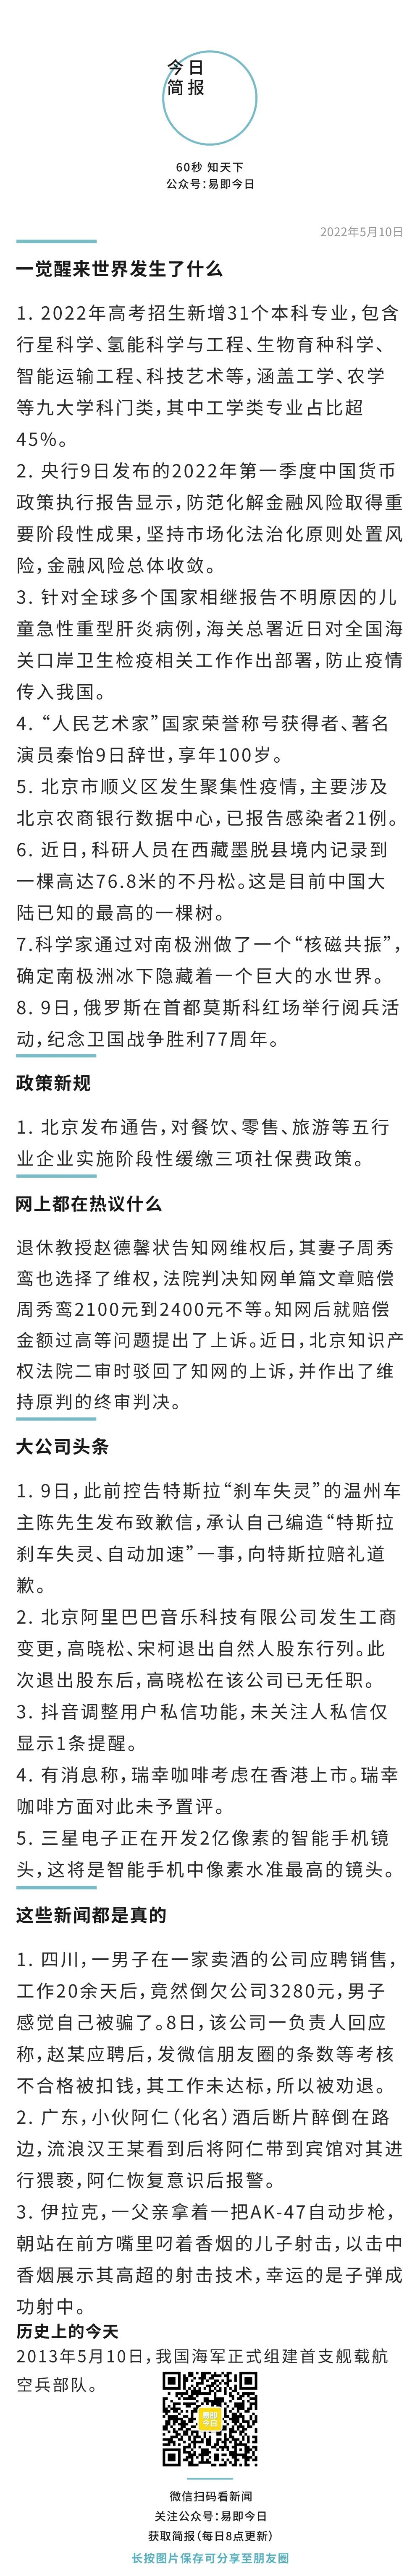 今日
简报
60秒 知天下
公众号：易即今日
2022年5月10日
一觉醒来世界发生了什么
1. 2022年高考招生新增31个本科专业，包含
行星科学、氢能科学与工程、生物育种科学、
智能运输工程、科技艺术等，涵盖工学、农学
等九大学科门类，其中工学类专业占比超
45%。
2. 央行9日发布的2022年第一季度中国货币
政策执行报告显示，防范化解金融风险取得重
要阶段性成果，坚持市场化法治化原则处置风
险，金融风险总体收敛。
3. 针对全球多个国家相继报告不明原因的儿
童急性重型肝炎病例，海关总署近日对全国海
关口岸卫生检疫相关工作作出部署，防止疫情
传入我国。
4. “人民艺术家”国家荣誉称号获得者、著名
演员秦怡9日辞世，享年100岁。
5. 北京市顺义区发生聚集性疫情，主要涉及
北京农商银行数据中心，已报告感染者21例。
6. 近日，科研人员在西藏墨脱县境内记录到
一棵高达76.8米的不丹松。这是目前中国大
陆已知的最高的一棵树。
7.科学家通过对南极洲做了一个“核磁共振”，
确定南极洲冰下隐藏着一个巨大的水世界。
8. 9日，俄罗斯在首都莫斯科红场举行阅兵活
动，纪念卫国战争胜利77周年。
政策新规
1. 北京发布通告，对餐饮、零售、旅游等五行
业企业实施阶段性缓缴三项社保费政策。
网上都在热议什么
退休教授赵德馨状告知网维权后，其妻子周秀
鸾也选择了维权，法院判决知网单篇文章赔偿
周秀鸾2100元到2400元不等。知网后就赔偿
金额过高等问题提出了上诉。近日，北京知识产
权法院二审时驳回了知网的上诉，并作出了维
持原判的终审判决。
大公司头条
1. 9日，此前控告特斯拉“刹车失灵”的温州车
主陈先生发布致歉信，承认自己编造“特斯拉
刹车失灵、自动加速”一事，向特斯拉赔礼道
歉。
2. 北京阿里巴巴音乐科技有限公司发生工商
变更，高晓松、宋柯退出自然人股东行列。此
次退出股东后，高晓松在该公司已无任职。
3. 抖音调整用户私信功能，未关注人私信仅
显示1条提醒。
4. 有消息称，瑞幸咖啡考虑在香港上市。瑞幸
咖啡方面对此未予置评。
5. 三星电子正在开发2亿像素的智能手机镜
头，这将是智能手机中像素水准最高的镜头。
这些新闻都是真的
1. 四川，一男子在一家卖酒的公司应聘销售，
工作20余天后，竟然倒欠公司3280元，男子
感觉自己被骗了。8日，该公司一负责人回应
称，赵某应聘后，发微信朋友圈的条数等考核
不合格被扣钱，其工作未达标，所以被劝退。
2. 广东，小伙阿仁（化名）酒后断片醉倒在路
边，流浪汉王某看到后将阿仁带到宾馆对其进
行猥亵，阿仁恢复意识后报警。
3. 伊拉克，一父亲拿着一把AK-47自动步枪，
朝站在前方嘴里叼着香烟的儿子射击，以击中
香烟展示其高超的射击技术，幸运的是子弹成
功射中。
历史上的今天
2013年5月10日，我国海军正式组建首支舰载航
空兵部队。
易即
今日
微信扫码看新闻
关注公众号：易即今日
获取简报（每日8点更新）
长按图片保存可分享至朋友圈